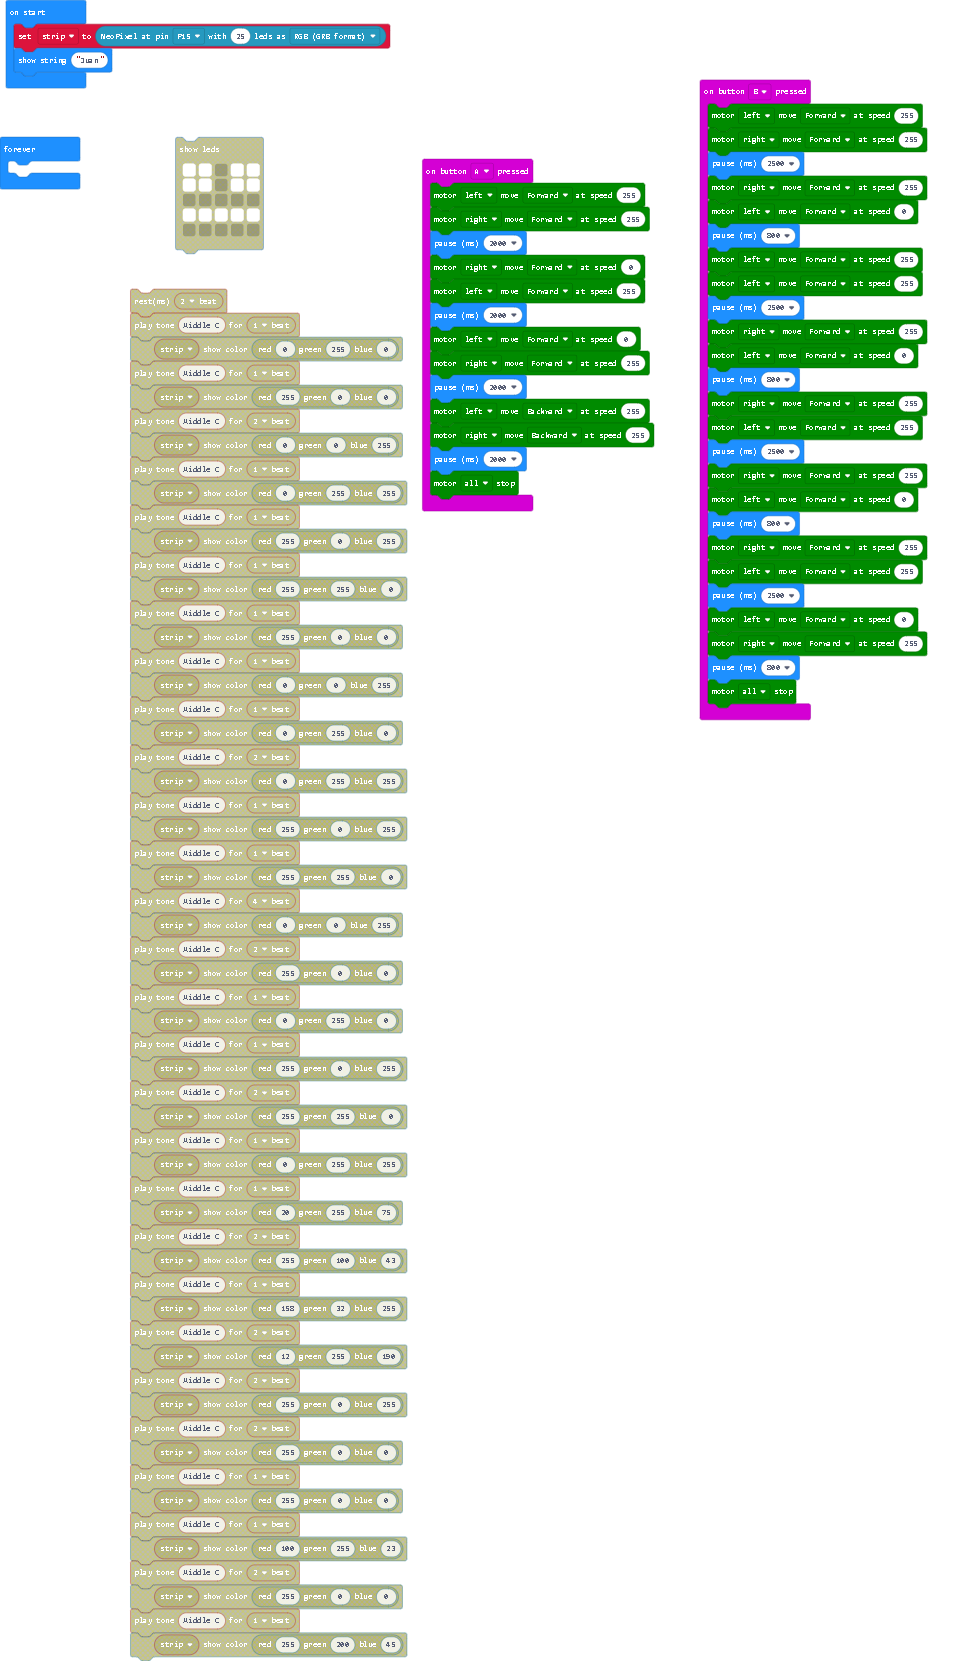 on start
set strip to NeoPixel at pin P15 with 25 leds as RGB (GRB format)
show string "Juan"
forever
show leds
rest(ms) 2 beat
play tone Middle C for 1 beat
strip show color red 0 green 255 blue 0
play tone Middle C for 1 beat
strip show color red 255 green 0 blue 0
play tone Middle C for 2 beat
strip show color red 0 green 0 blue 255
play tone Middle C for 1 beat
strip show color red 0 green 255 blue 255
play tone Middle C for 1 beat
strip show color red 255 green 0 blue 255
play tone Middle C for 1 beat
strip show color red 255 green 255 blue 0
play tone Middle C for 1 beat
strip show color red 255 green 0 blue 0
play tone Middle C for 1 beat
strip show color red 0 green 0 blue 255
play tone Middle C for 1 beat
strip show color red 0 green 255 blue 0
play tone Middle C for 2 beat
strip show color red 0 green 255 blue 255
play tone Middle C for 1 beat
strip show color red 255 green 0 blue 255
play tone Middle C for 1 beat
strip show color red 255 green 255 blue 0
play tone Middle C for 4 beat
strip show color red 0 green 0 blue 255
play tone Middle C for 2 beat
strip show color red 255 green 0 blue 0
play tone Middle C for 1 beat
strip show color red 0 green 255 blue 0
play tone Middle C for 1 beat
strip show color red 255 green 0 blue 255
play tone Middle C for 2 beat
strip show color red 255 green 255 blue 0
play tone Middle C for 1 beat
strip show color red 0 green 255 blue 255
play tone Middle C for 1 beat
strip show color red 20 green 255 blue 75
play tone Middle C for 2 beat
strip show color red 255 green 100 blue 43
play tone Middle C for 1 beat
strip show color red 158 green 32 blue 255
play tone Middle C for 2 beat
strip show color red 12 green 255 blue 190
play tone Middle C for 2 beat
strip show color red 255 green 0 blue 255
play tone Middle C for 2 beat
strip show color red 255 green 0 blue 0
play tone Middle C for 1 beat
strip show color red 255 green 0 blue 0
play tone Middle C for 1 beat
strip show color red 100 green 255 blue 23
play tone Middle C for 2 beat
strip show color red 255 green 0 blue 0
play tone Middle C for 1 beat
strip show color red 255 green 200 blue 45
on button A pressed
motor left move Forward at speed 255
motor right move Forward at speed 255
pause (ms) 2000
motor right move Forward at speed 0
motor left move Forward at speed 255
pause (ms) 2000
motor left move Forward at speed 0
motor right move Forward at speed 255
pause (ms) 2000
motor left move Backward at speed 255
motor right move Backward at speed 255
pause (ms) 2000
motor all stop
on button B pressed
motor left move Forward at speed 255
motor right move Forward at speed 255
pause (ms) 2500
motor right move Forward at speed 255
motor left move Forward at speed 0
pause (ms) 800
motor left move Forward at speed 255
motor left move Forward at speed 255
pause (ms) 2500
motor right move Forward at speed 255
motor left move Forward at speed 0
pause (ms) 800
motor right move Forward at speed 255
motor left move Forward at speed 255
pause (ms) 2500
motor right move Forward at speed 255
motor left move Forward at speed 0
pause (ms) 800
motor right move Forward at speed 255
motor left move Forward at speed 255
pause (ms) 2500
motor left move Forward at speed 0
motor right move Forward at speed 255
pause (ms) 800
motor all stop